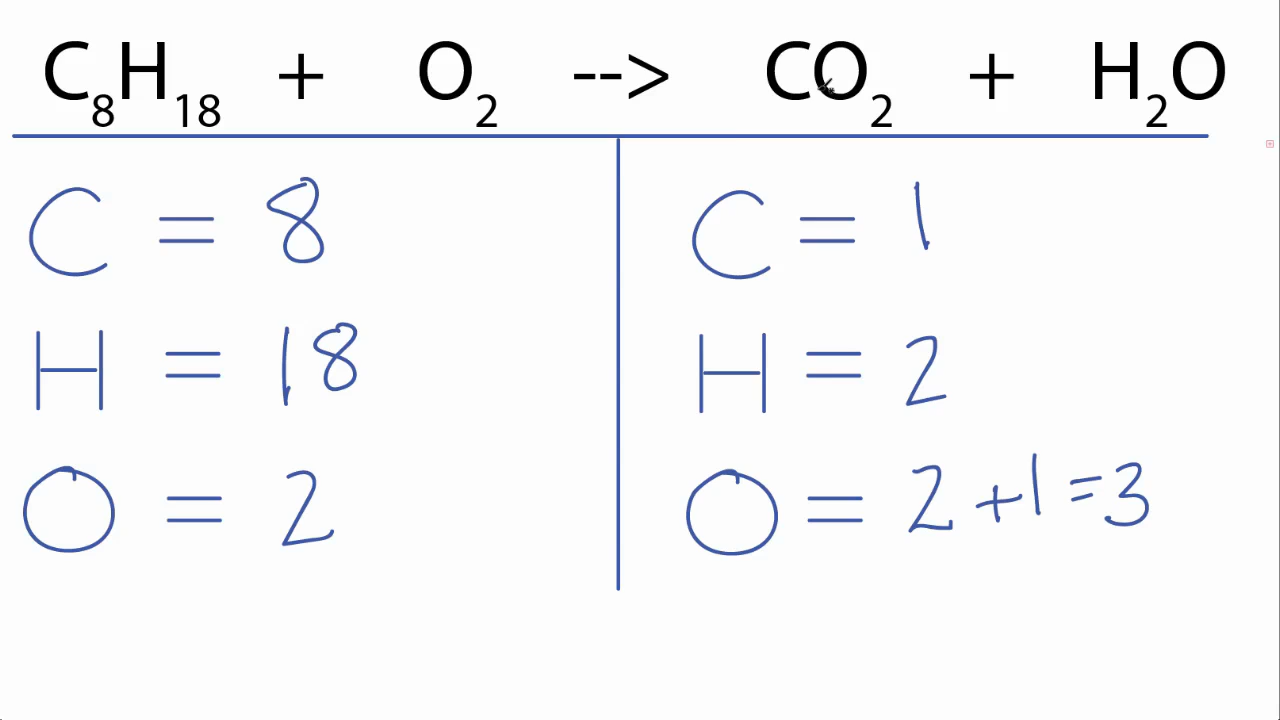 C₈H₁₈ + O₂ --> CO₂ + H₂O
C = 8
C = 1
H = 18
H = 2
O = 2
O = 2 + 1 = 3